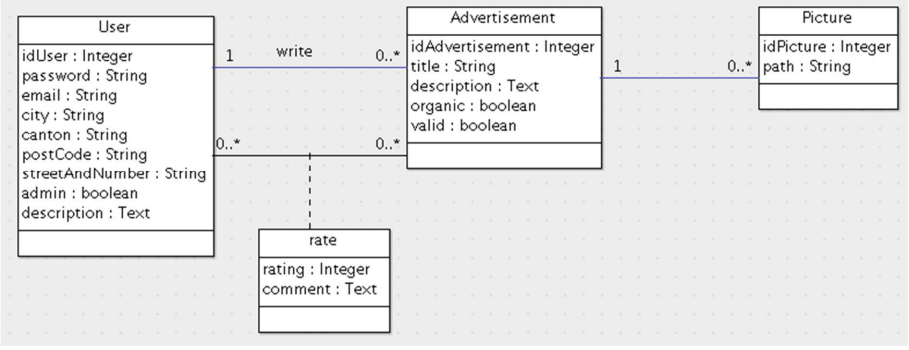 User
idUser : Integer
password : String
email : String
city : String
canton : String
postCode : String
streetAndNumber : String
admin : boolean
description : Text
1
write
0..*
0..*
0..*
Advertisement
idAdvertisement : Integer
title : String
description : Text
organic : boolean
valid : boolean
1
0..*
Picture
idPicture : Integer
path : String
rate
rating : Integer
comment : Text